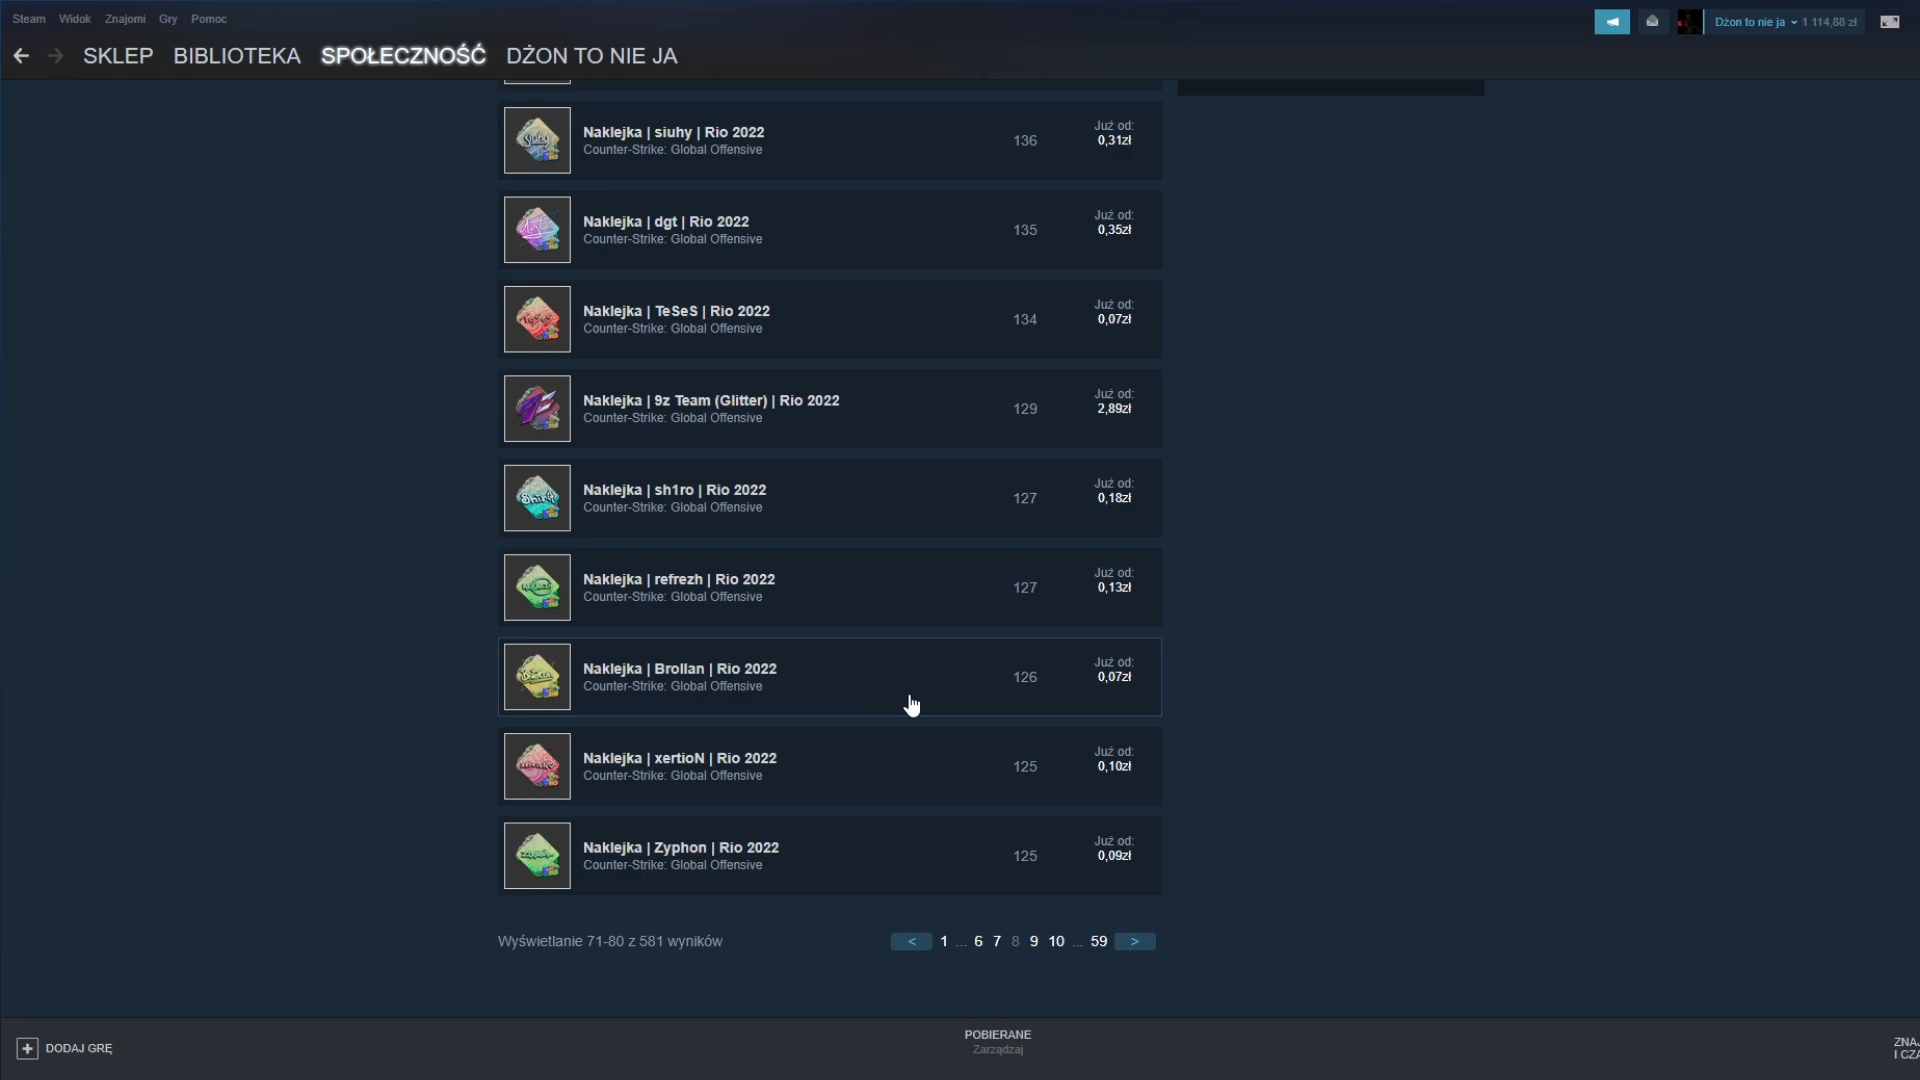 Steam Widok Znajomi Gry Pomoc
Dżon to nie ja 1 114,88 zł
SKLEP BIBLIOTEKA SPOŁECZNOŚĆ DŻON TO NIE JA
Naklejka | siuhy | Rio 2022
Counter-Strike: Global Offensive
136
Już od:
0,31zł
Naklejka | dgt | Rio 2022
Counter-Strike: Global Offensive
135
Już od:
0,35zł
Naklejka | TeSeS | Rio 2022
Counter-Strike: Global Offensive
134
Już od:
0,07zł
Naklejka | 9z Team (Glitter) | Rio 2022
Counter-Strike: Global Offensive
129
Już od:
2,89zł
Naklejka | sh1ro | Rio 2022
Counter-Strike: Global Offensive
127
Już od:
0,18zł
Naklejka | refrezh | Rio 2022
Counter-Strike: Global Offensive
127
Już od:
0,13zł
Naklejka | Brollan | Rio 2022
Counter-Strike: Global Offensive
126
Już od:
0,07zł
Naklejka | xertioN | Rio 2022
Counter-Strike: Global Offensive
125
Już od:
0,10zł
Naklejka | Zyphon | Rio 2022
Counter-Strike: Global Offensive
125
Już od:
0,09zł
Wyświetlanie 71-80 z 581 wyników
< 1 ... 6 7 8 9 10 ... 59 >
DODAJ GRĘ
POBIERANE
Zarządzaj
ZNAJ
I CZA